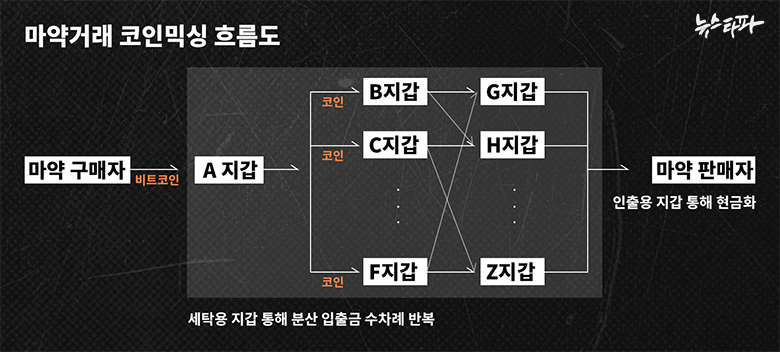 마약거래 코인믹싱 흐름도
뉴스타파
마약 구매자
비트코인
A 지갑
코인
B지갑
G지갑
코인
C지갑
H지갑
코인
F지갑
Z지갑
마약 판매자
인출용 지갑 통해 현금화
세탁용 지갑 통해 분산 입출금 수차례 반복